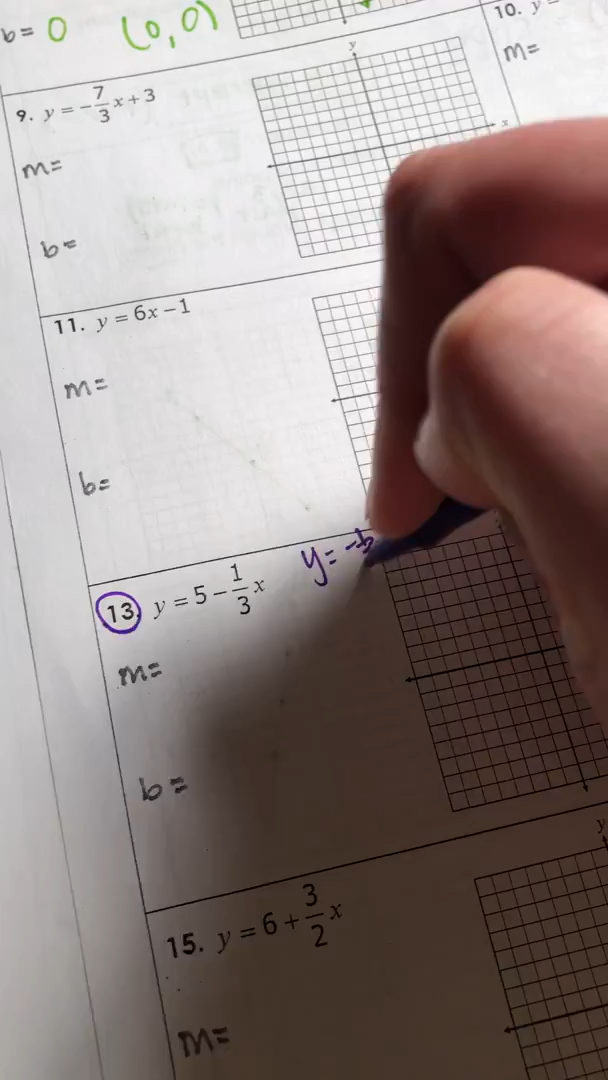 b = 0 (0,0)
10. y =
m =
9. y = -7/3 x + 3
m =
b =
y
x
11. y = 6x - 1
m =
b =
13. y = 5 - 1/3 x
y = -
m =
b =
y
15. y = 6 + 3/2 x
m =